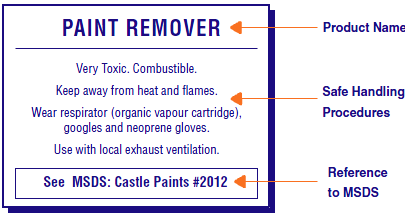 PAINT REMOVER
Product Name
Very Toxic. Combustible.
Keep away from heat and flames.
Wear respirator (organic vapour cartridge),
googles and neoprene gloves.
Use with local exhaust ventilation.
Safe Handling
Procedures
See MSDS: Castle Paints #2012
Reference
to MSDS